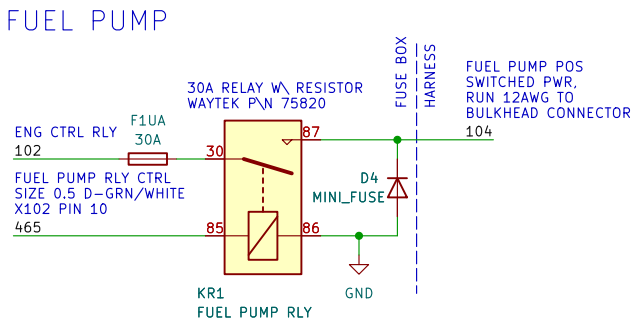 FUEL PUMP
FUSE BOX
HARNESS
FUEL PUMP POS
SWITCHED PWR,
RUN 12AWG TO
BULKHEAD CONNECTOR
104
30A RELAY W\ RESISTOR
WAYTEK P\N 75820
F1UA
30A
ENG CTRL RLY
102
30
87
FUEL PUMP RLY CTRL
SIZE 0.5 D-GRN/WHITE
X102 PIN 10
465
85
86
D4
MINI_FUSE
GND
KR1
FUEL PUMP RLY